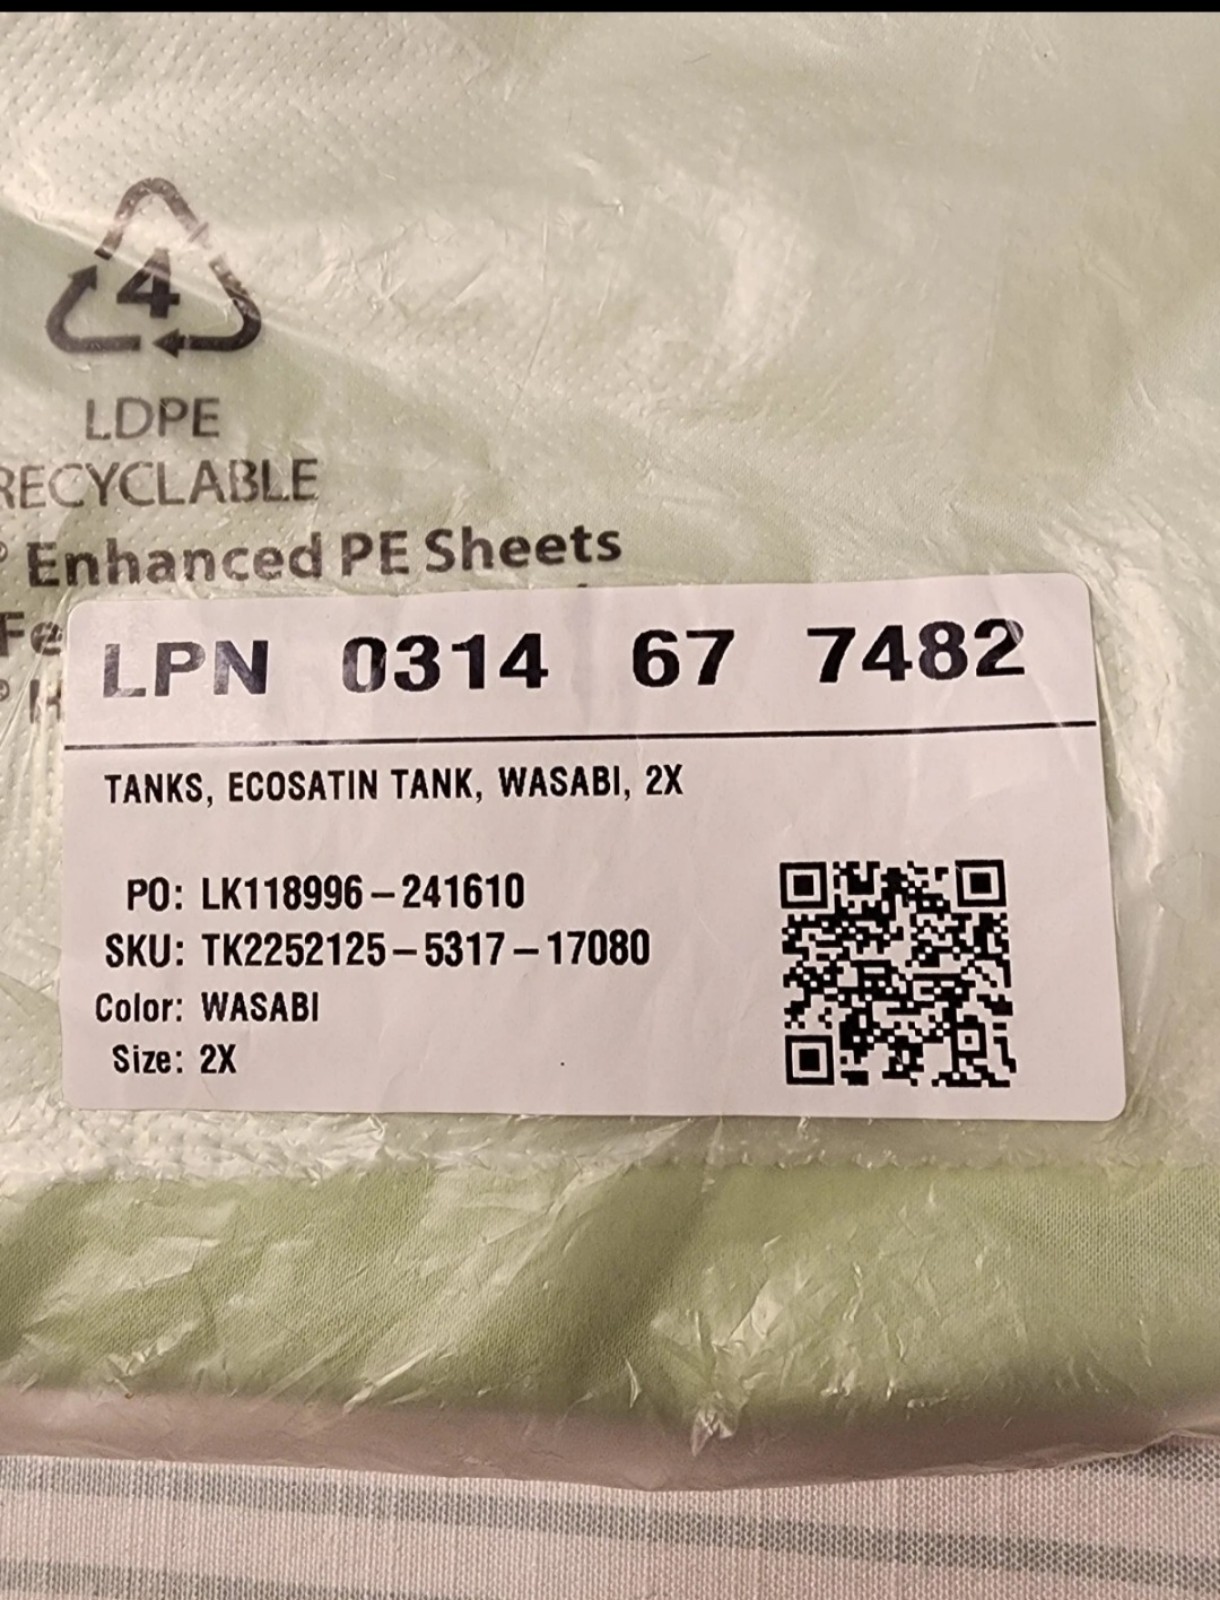 4
LDPE
RECYCLABLE
Enhanced PE Sheets
LPN 0314 67 7482
TANKS, ECOSATIN TANK, WASABI, 2X
PO: LK118996-241610
SKU: TK2252125-5317-17080
Color: WASABI
Size: 2X